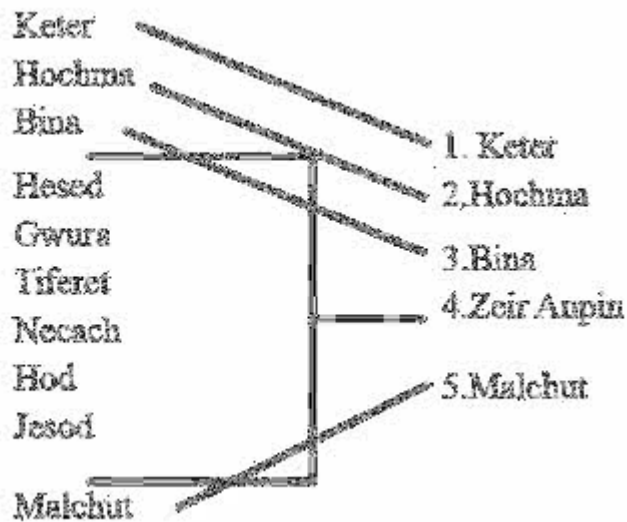 Keter
Hochma
Bina
Hesed
Gwura
Tiferet
Necach
Hod
Jesod
Malchut
1. Keter
2,Hochma
3.Bina
4.Zeir Anpin
5.Malchut